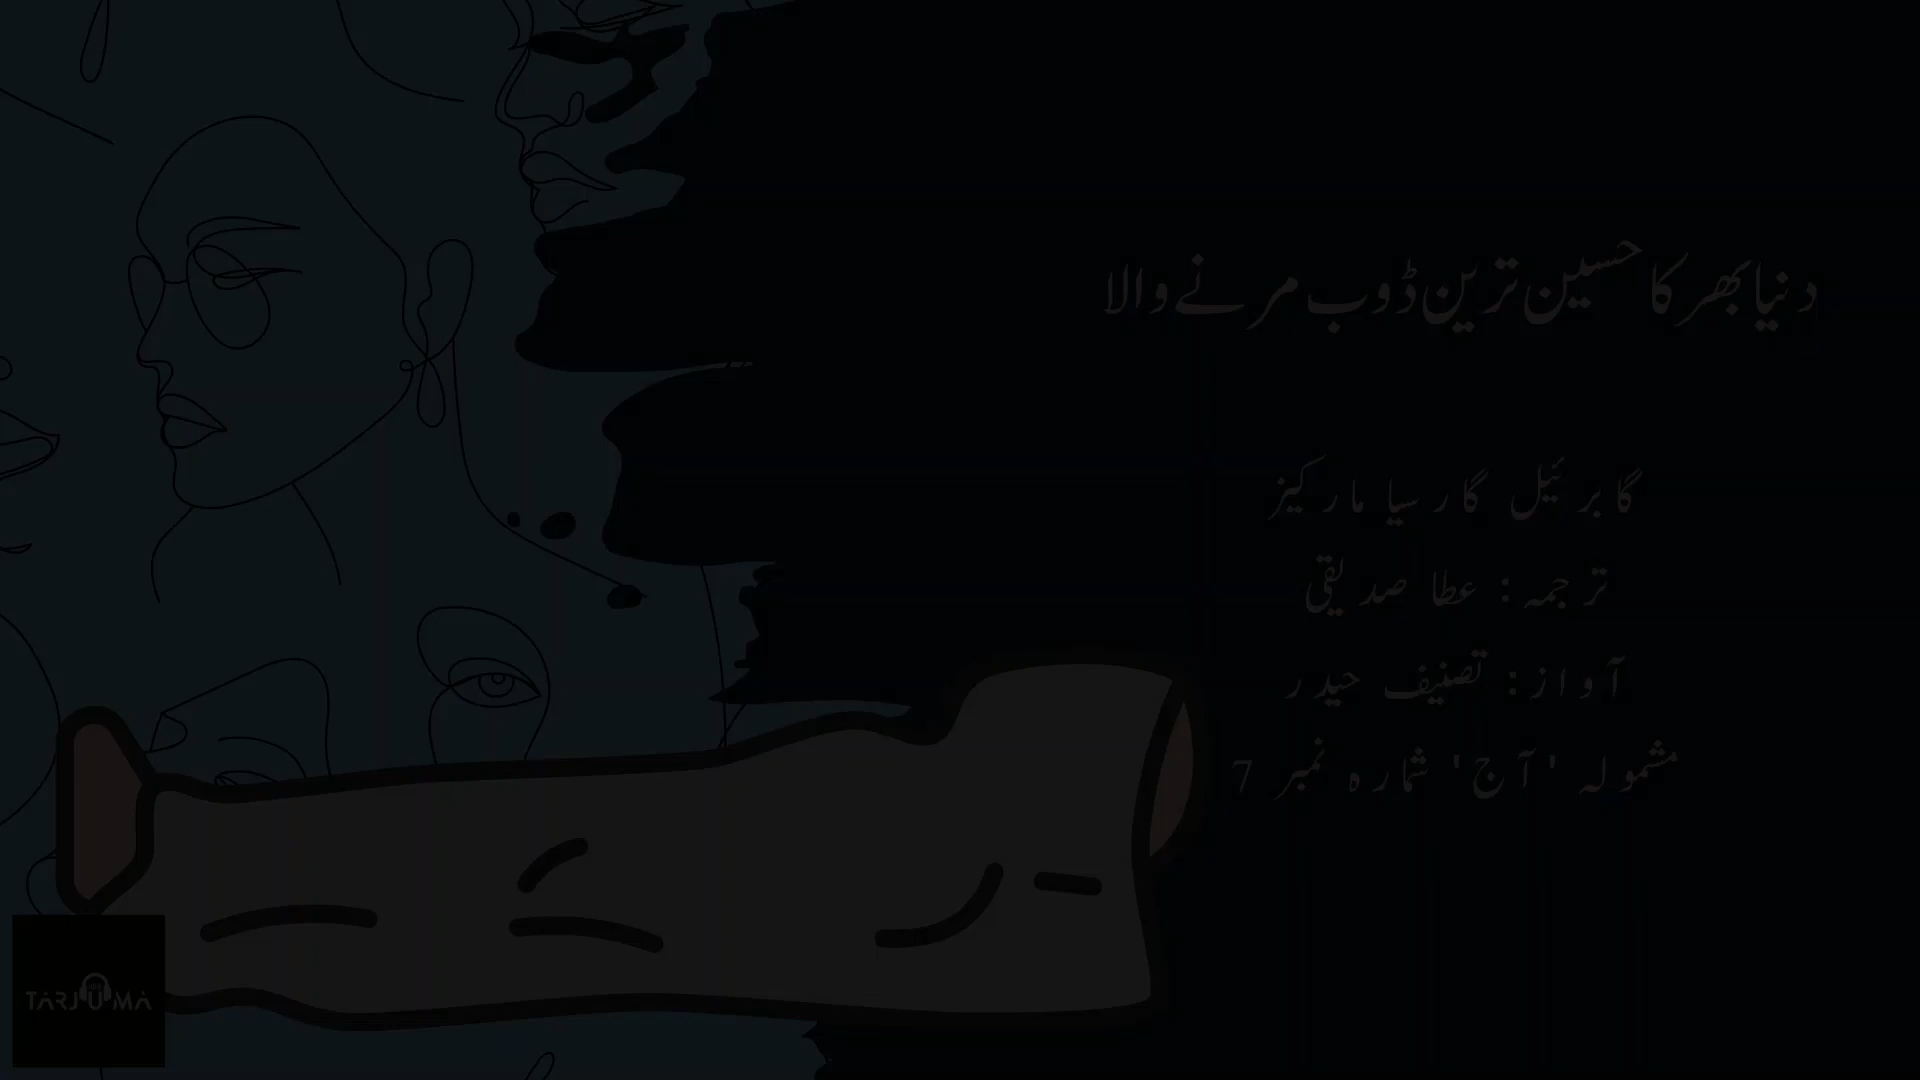 دنیا بھر کا حسین ترین ڈوب مرنے والا
گابرئیل گارسیا مارکیز
ترجمہ: عطا صدیقی
آواز: تصنیف حیدر
مشمولہ 'آج' شمارہ نمبر 7
TARJUMA